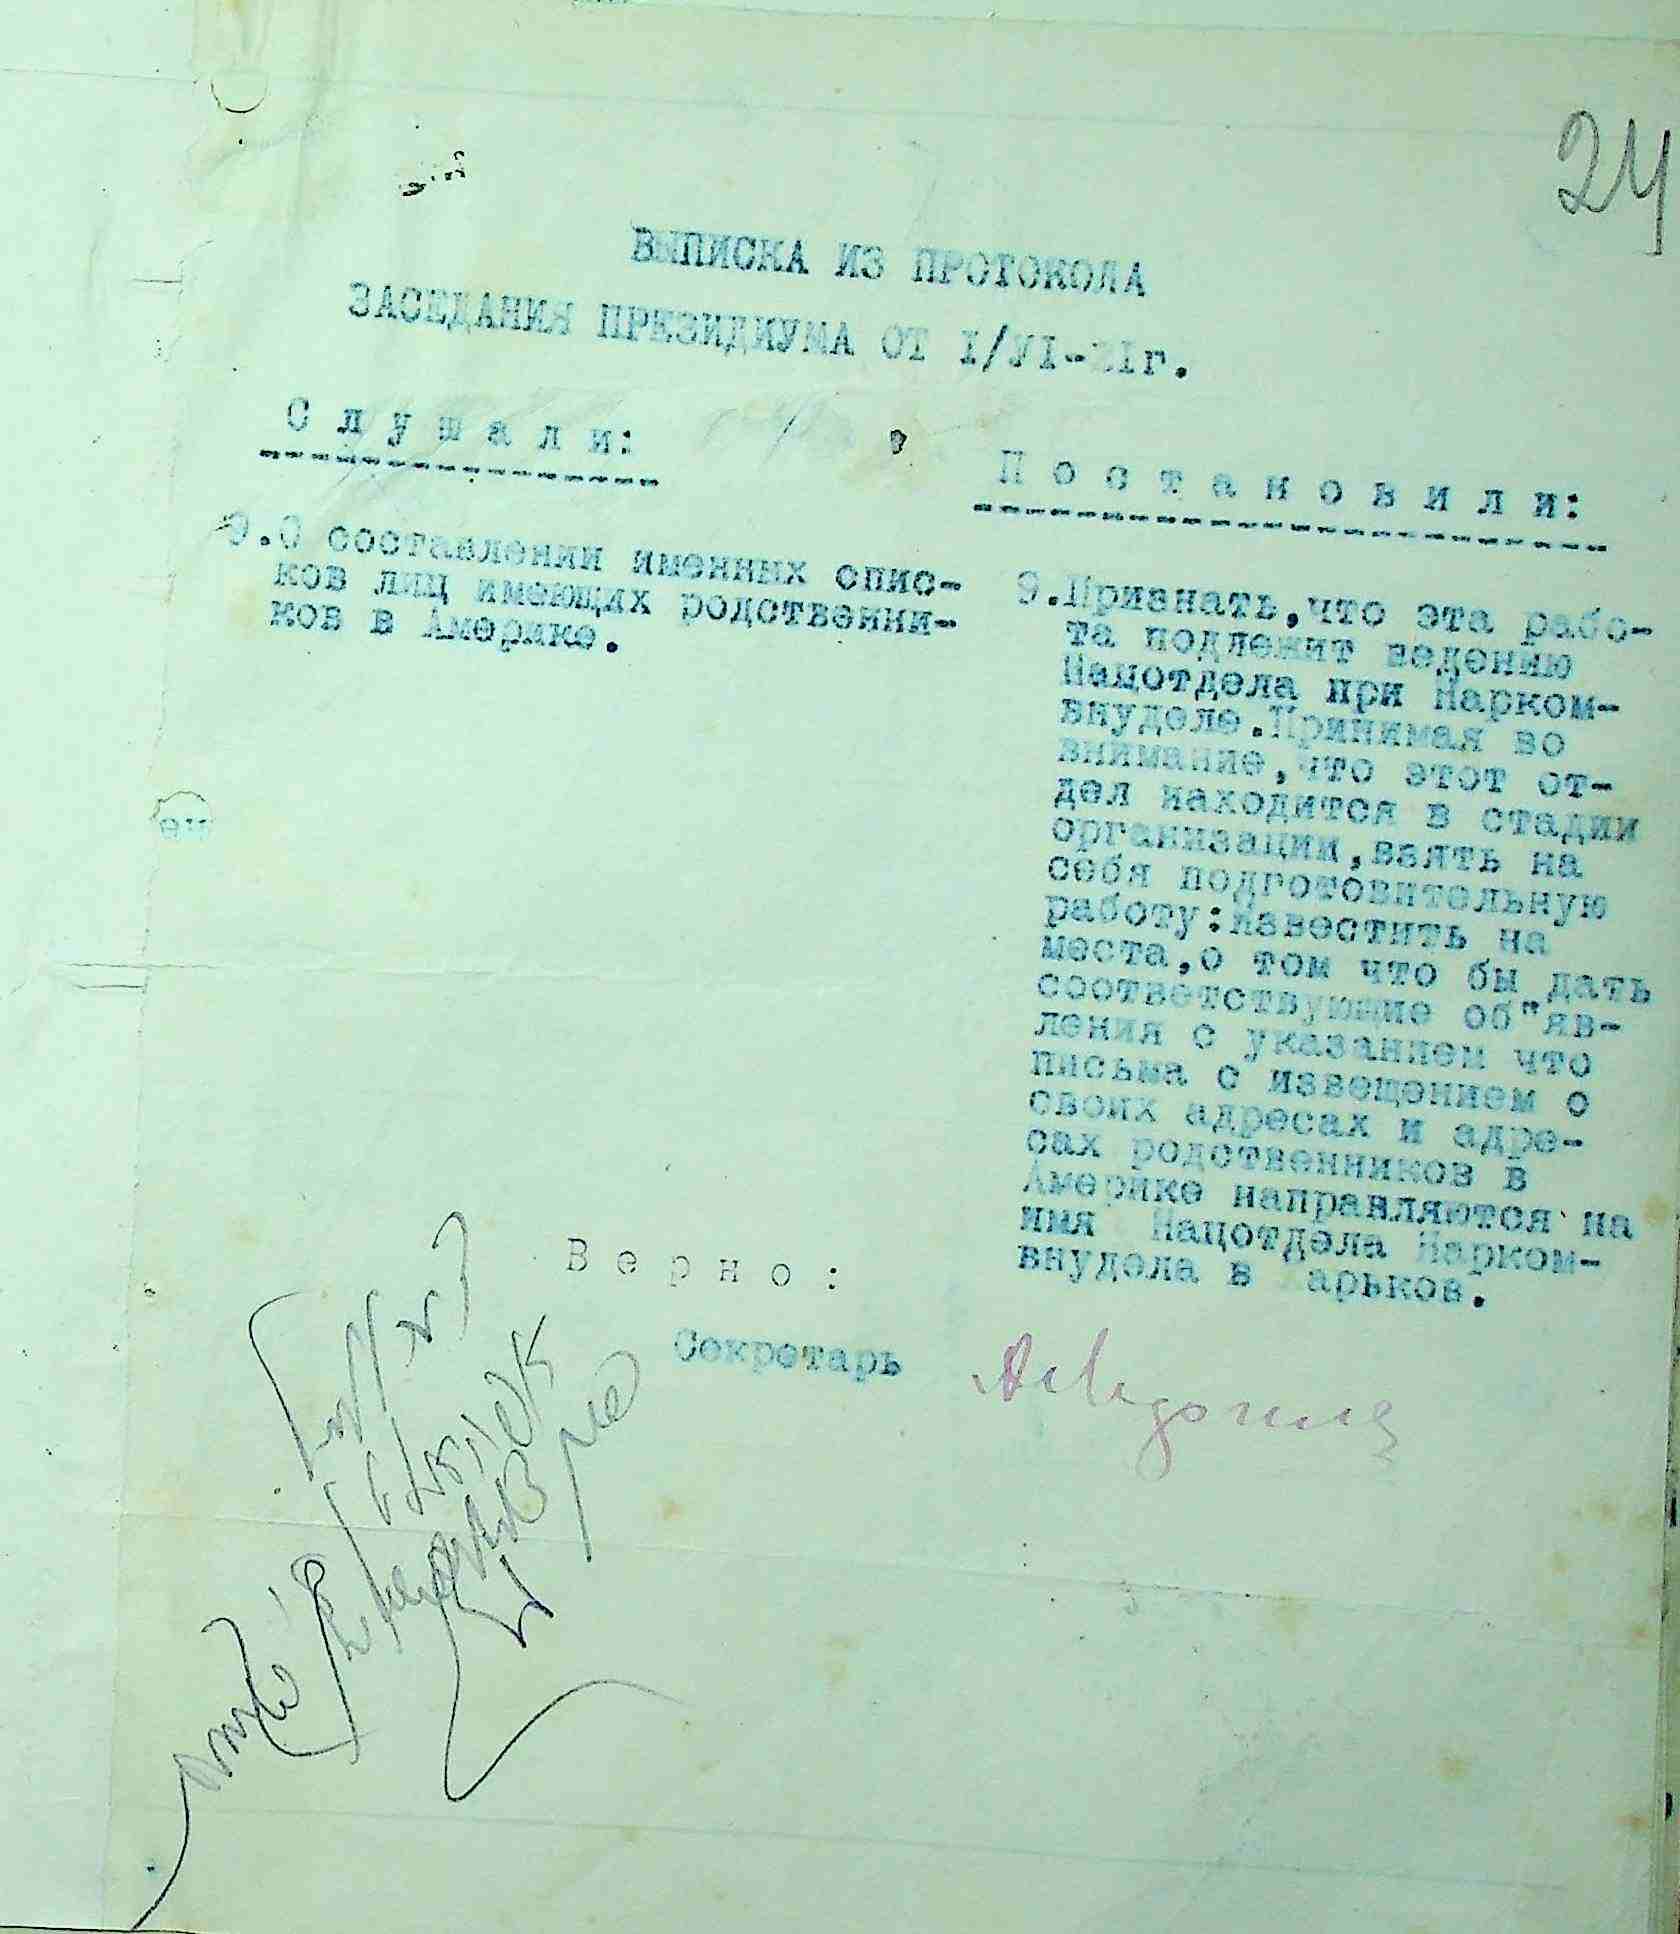 24
ВЫПИСКА ИЗ ПРОТОКОЛА
ЗАСЕДАНИЯ ПРЕЗИДИУМА ОТ I/УI-21г.
Слушали:
9.О составлении именных спис-
ков лиц имеющих родственни-
ков в Америке.
Постановили:
9.Признать,что эта рабо-
та подлежит ведению
Нацотдела при Нарком-
внуделе.Принимая во
внимание,что этот от-
дел находится в стадии
организации,взять на
себя подготовительную
работу:известить на
места,о том что бы дать
соответствующие об"яв-
ления с указанием что
письма с извещением о
своих адресах и адре-
сах родственников в
Америке направляются на
имя Нацотдела Нарком-
внудела в арьков.
Верно:
Секретарь